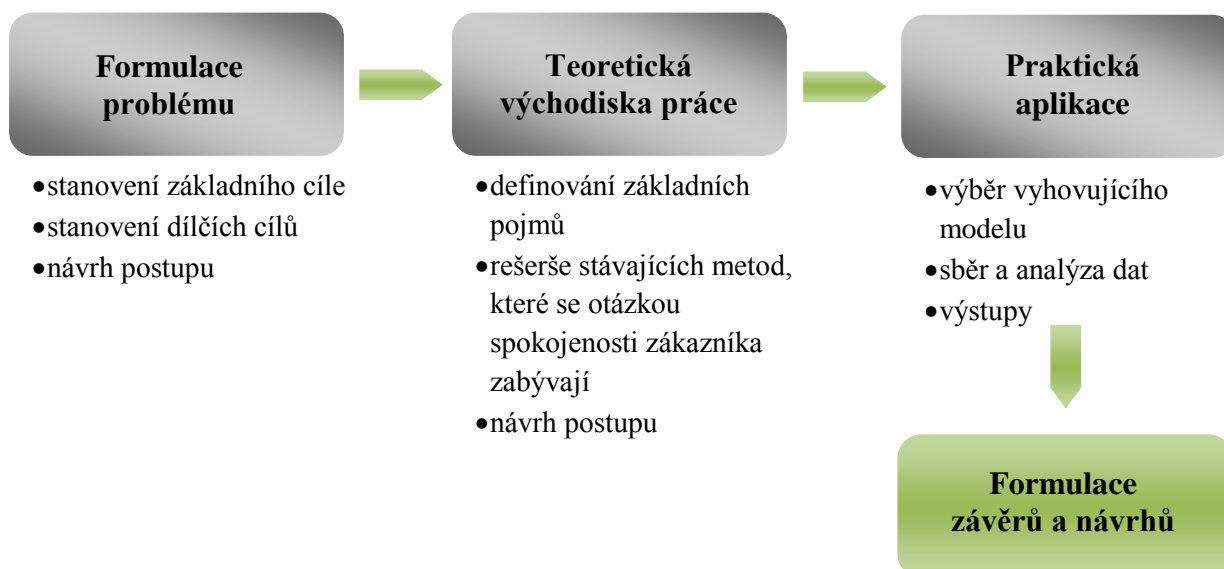 Formulace
problému
•stanovení základního cíle
•stanovení dílčích cílů
•návrh postupu
Teoretická
východiska práce
•definování základních
pojmů
•rešerše stávajících metod,
které se otázkou
spokojenosti zákazníka
zabývají
•návrh postupu
Praktická
aplikace
•výběr vyhovujícího
modelu
•sběr a analýza dat
•výstupy
Formulace
závěrů a návrhů